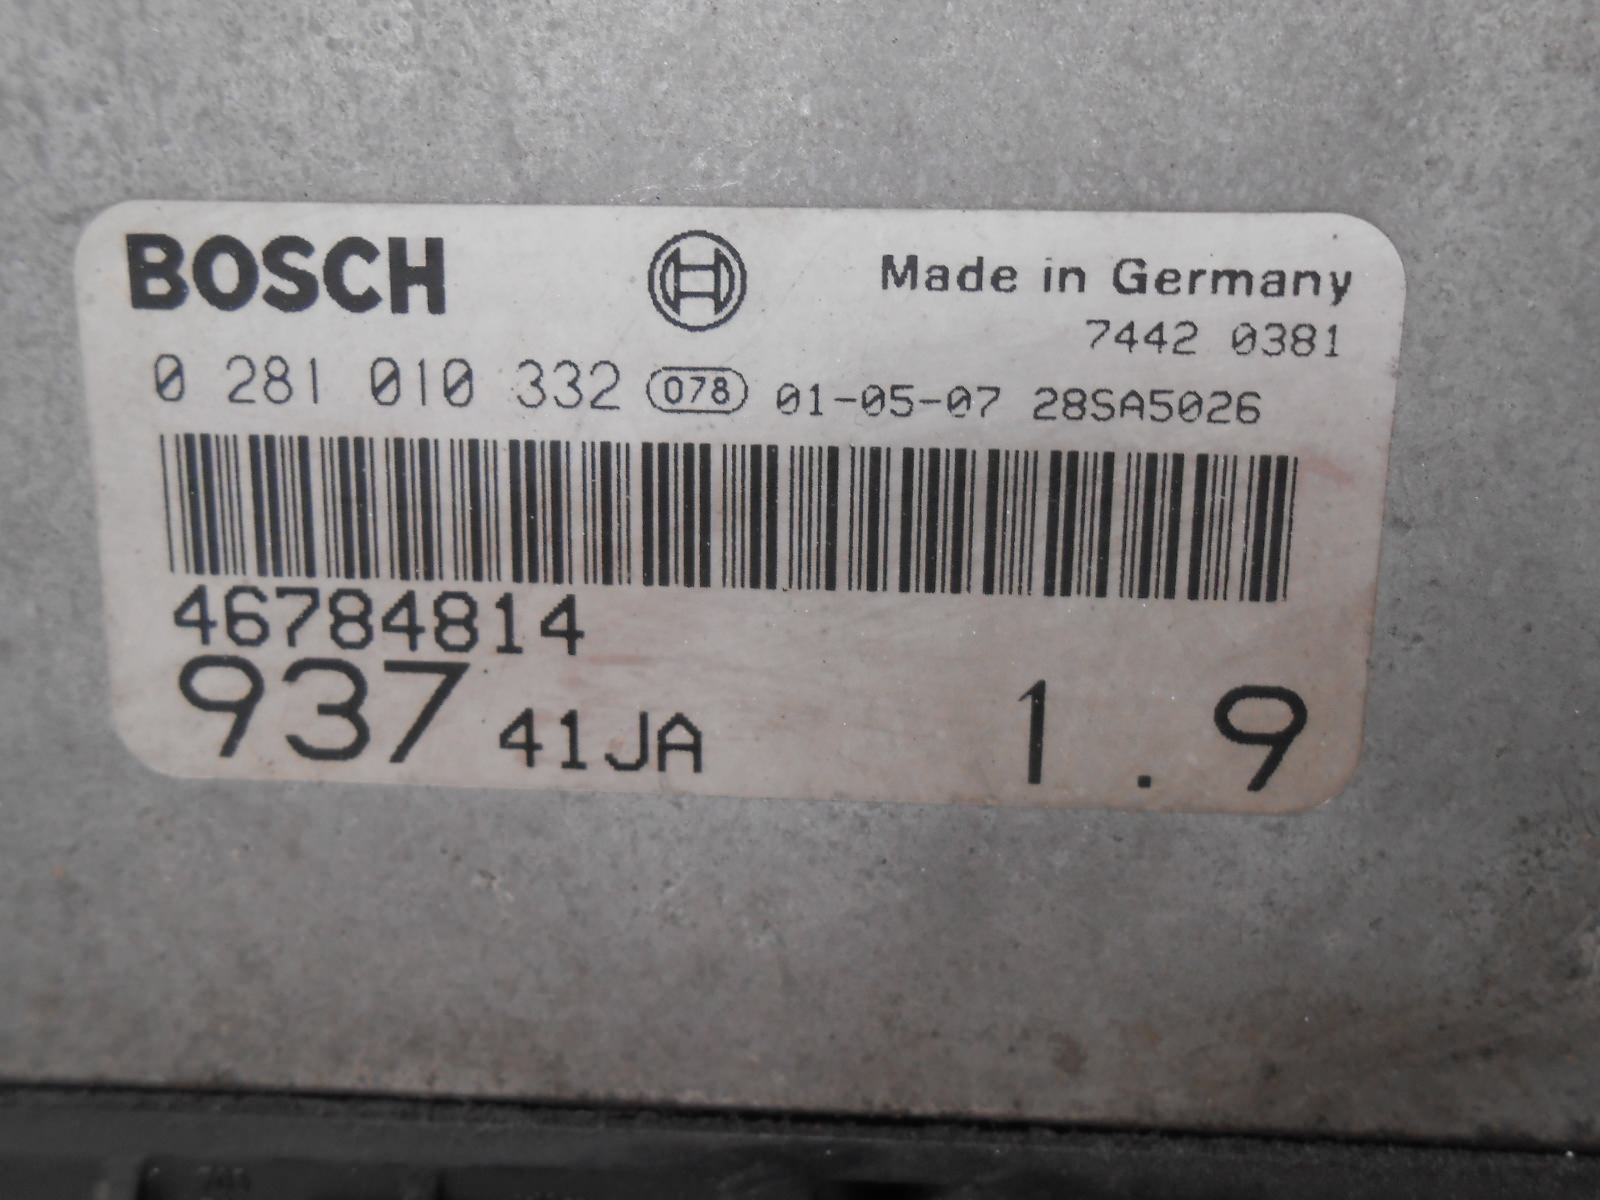 BOSCH Made in Germany
7442 0381
0 281 010 332 078 01-05-07 28SA5026
46784814
937 41JA 1.9